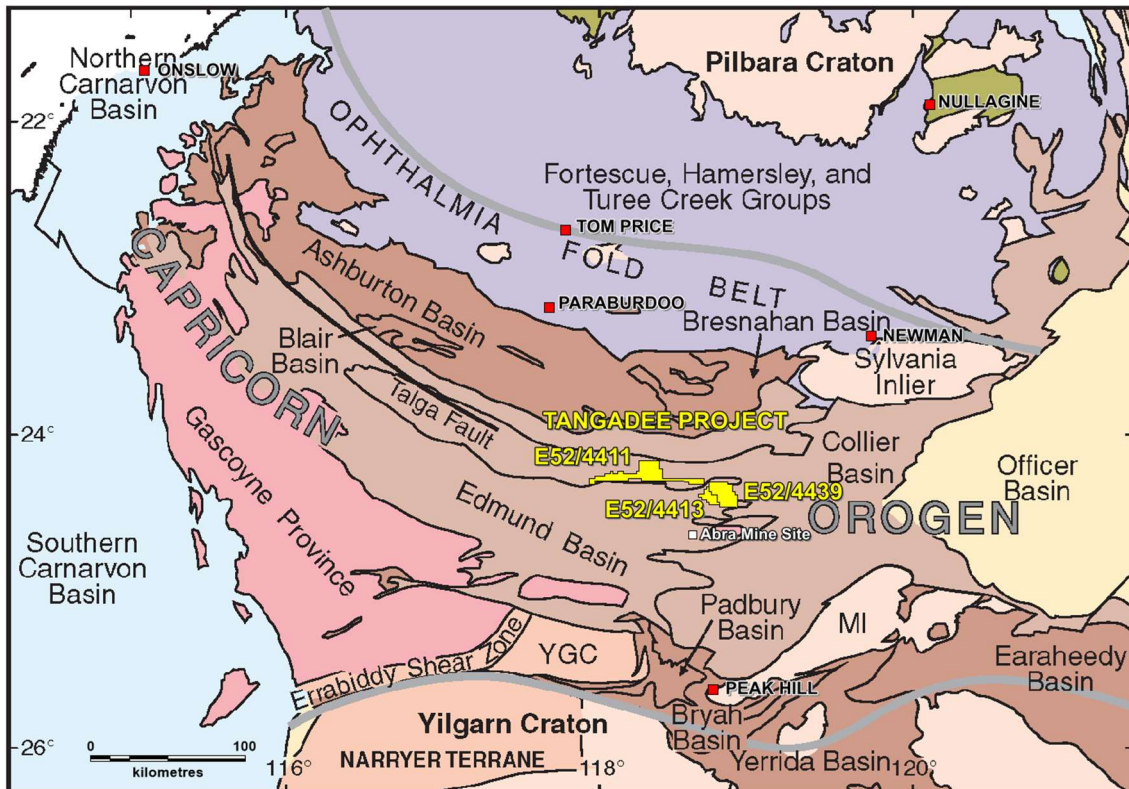 Northern
Carnarvon
Basin
ONSLOW
Pilbara Craton
NULLAGINE
22°
OPHTHALMIA
FOLD
BELT
Fortescue, Hamersley, and
Turee Creek Groups
TOM PRICE
CAPRICORN
Ashburton Basin
PARABURDOO
Bresnahan Basin
NEWMAN
Blair
Basin
Sylvania
Inlier
Talga Fault
TANGADEE PROJECT
24°
Collier
Basin
E52/4411
Officer
Basin
Gascoyne Province
E52/4439
E52/4413
Edmund Basin
OROGEN
Abra Mine Site
Southern
Carnarvon
Basin
Padbury
Basin
MI
YGC
Earaheedy
Basin
Errabiddy Shear Zone
PEAK HILL
Yilgarn Craton
Bryah
Basin
26°
0 100
kilometres
NARRYER TERRANE
Yerrida Basin
116°
118°
120°